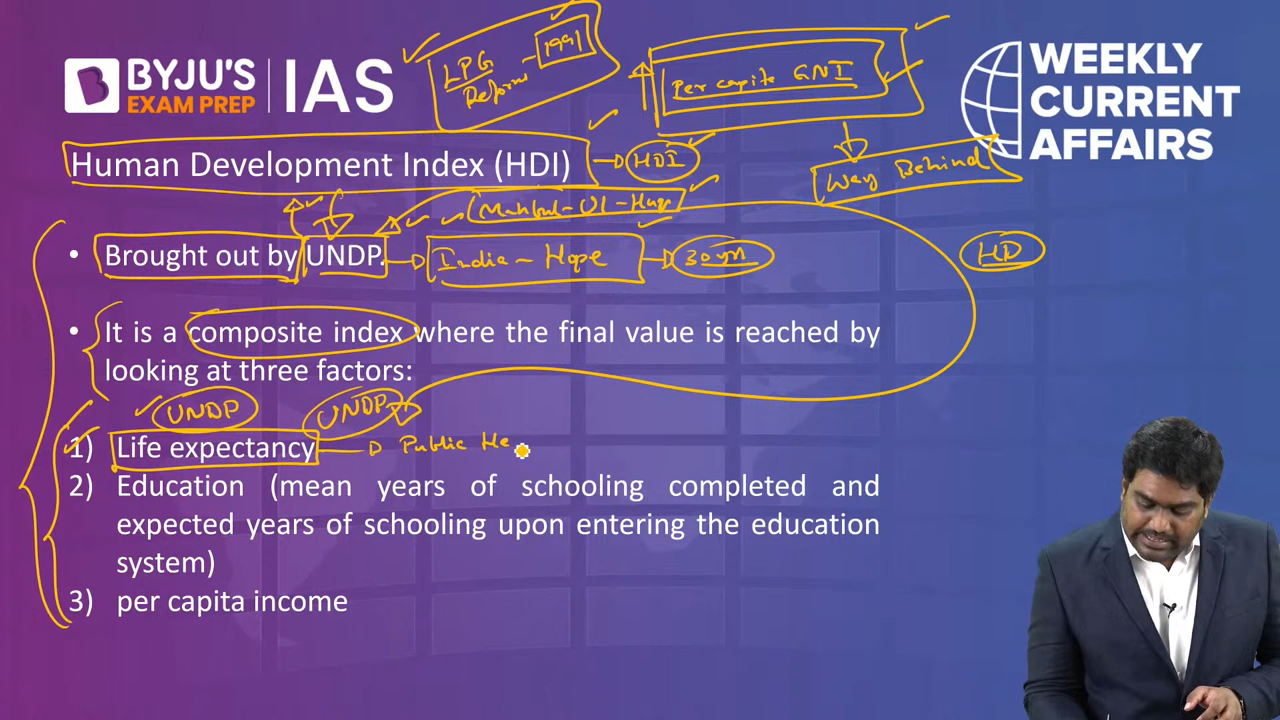 BYJU'S
EXAM PREP
IAS
LPG
Reform - 1991
Per capita GNI
WEEKLY
CURRENT
AFFAIRS
Human Development Index (HDI)
HDI
Way Behind
Mahbub-Ul-Haq
• Brought out by UNDP.
India - Hope
30 yrs
HD
• It is a composite index where the final value is reached by
looking at three factors:
UNDP
UNDP
1) Life expectancy
Public He
2) Education (mean years of schooling completed and
expected years of schooling upon entering the education
system)
3) per capita income